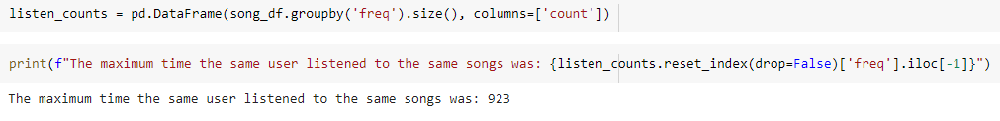 listen_counts = pd.DataFrame(song_df.groupby('freq').size(), columns=['count'])
print(f"The maximum time the same user listened to the same songs was: {listen_counts.reset_index(drop=False)['freq'].iloc[-1]}")
The maximum time the same user listened to the same songs was: 923